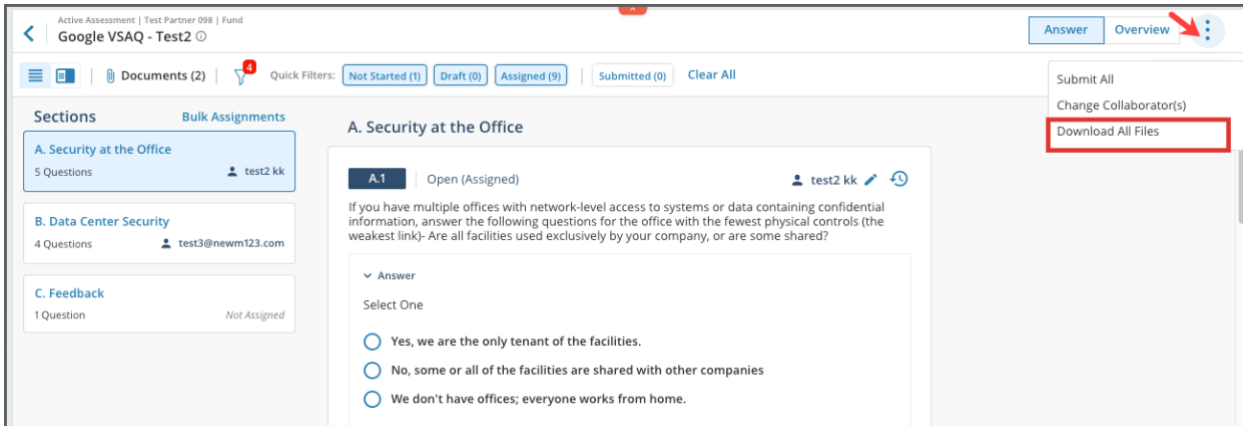 Active Assessment | Test Partner 098 | Fund
Google VSAQ - Test2
Answer
Overview
Documents (2)
4
Quick Filters:
Not Started (1)
Draft (0)
Assigned (9)
Submitted (0)
Clear All
Submit All
Change Collaborator(s)
Download All Files
Sections
Bulk Assignments
A. Security at the Office
5 Questions
test2 kk
B. Data Center Security
4 Questions
test3@newm123.com
C. Feedback
1 Question
Not Assigned
A. Security at the Office
A.1
Open (Assigned)
test2 kk
If you have multiple offices with network-level access to systems or data containing confidential
information, answer the following questions for the office with the fewest physical controls (the
weakest link)- Are all facilities used exclusively by your company, or are some shared?
Answer
Select One
Yes, we are the only tenant of the facilities.
No, some or all of the facilities are shared with other companies
We don't have offices; everyone works from home.